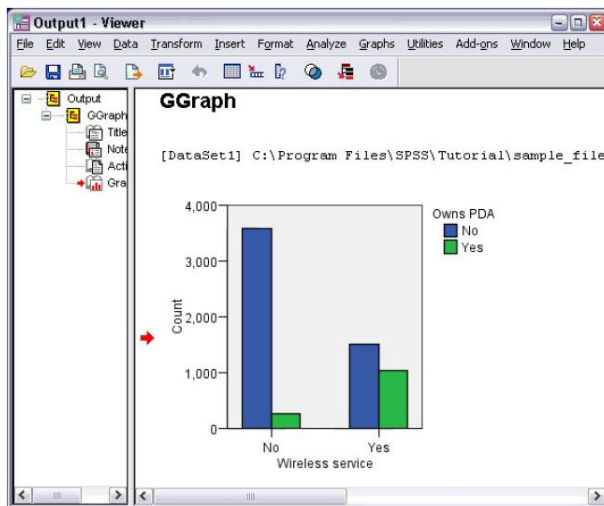 Output1 - Viewer
File Edit View Data Transform Insert Format Analyze Graphs Utilities Add-ons Window Help
Output
GGraph
Title
Note
Acti
Gra
GGraph
[DataSet1] C:\Program Files\SPSS\Tutorial\sample_file
4,000
3,000
2,000
1,000
0
Count
No
Yes
Wireless service
Owns PDA
No
Yes